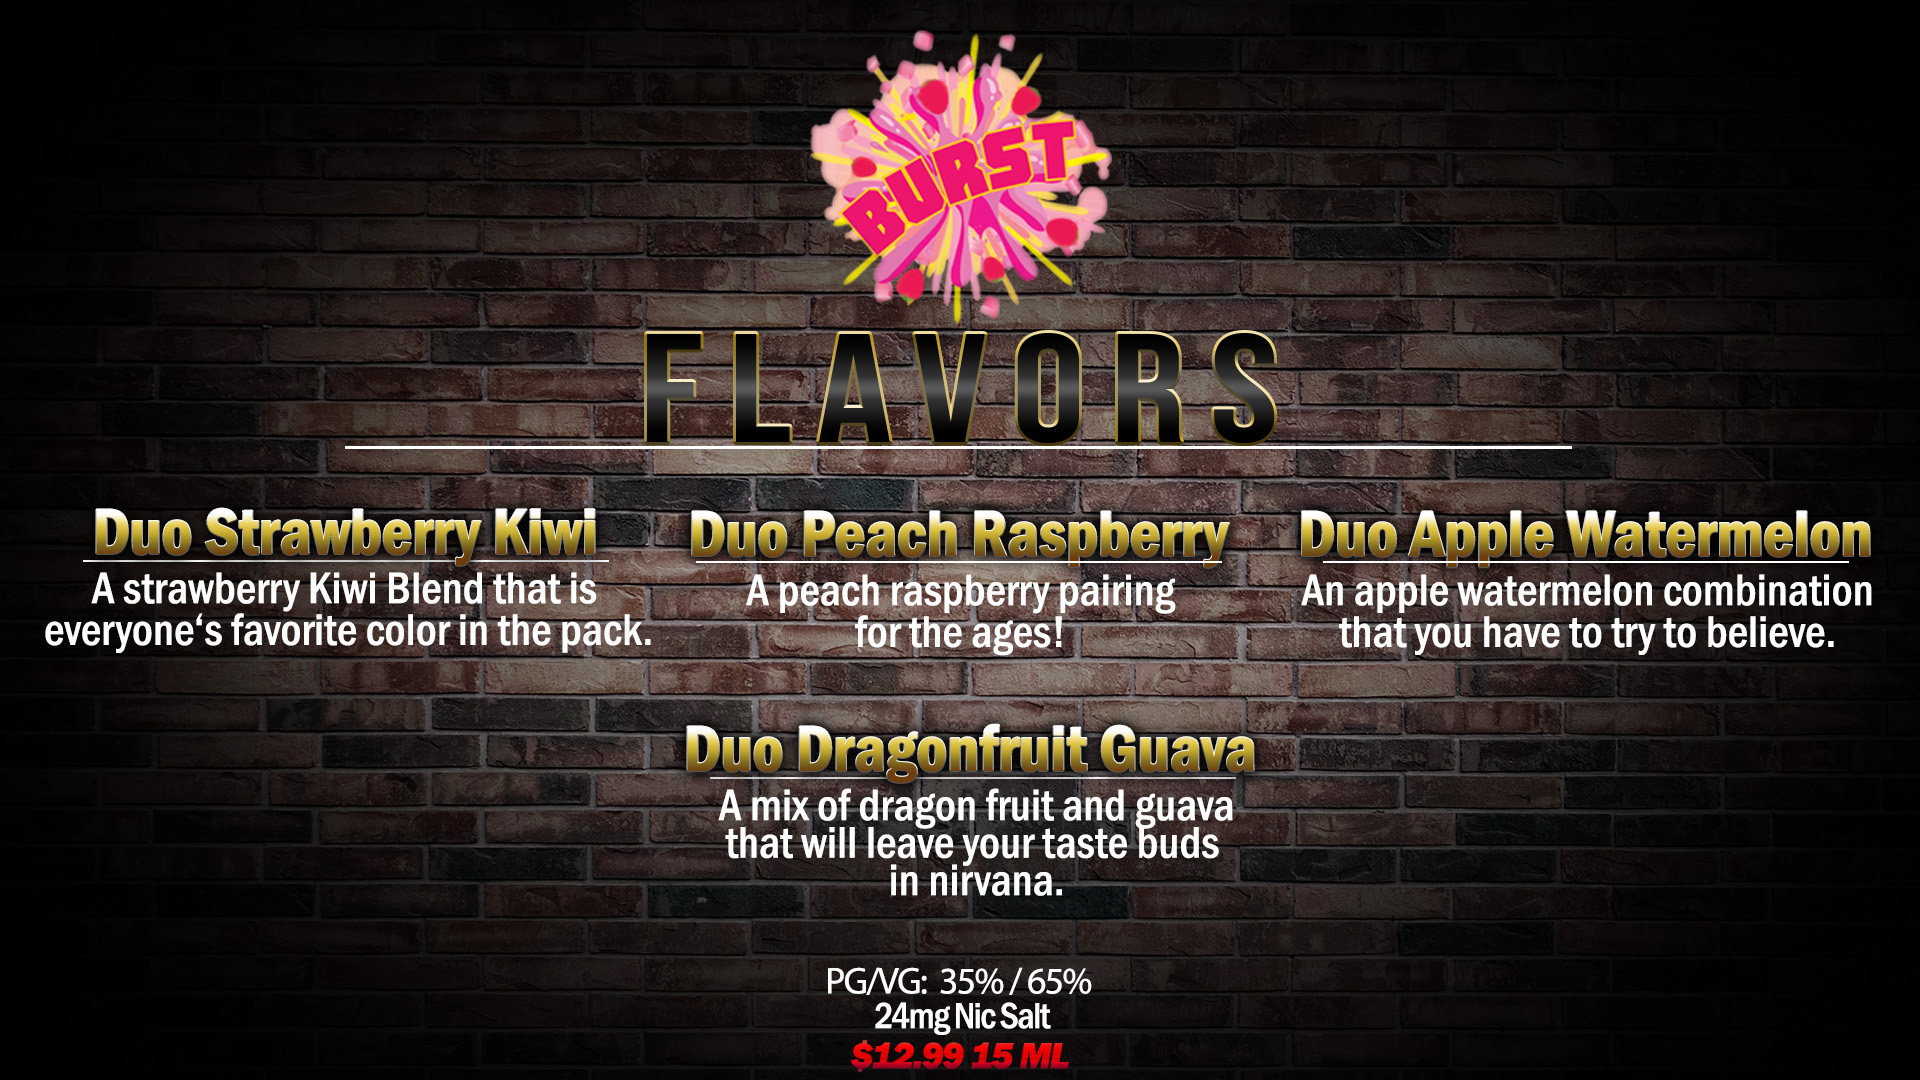 BURST
FLAVORS
Duo Strawberry Kiwi
A strawberry Kiwi Blend that is
everyone‘s favorite color in the pack.
Duo Peach Raspberry
A peach raspberry pairing
for the ages!
Duo Apple Watermelon
An apple watermelon combination
that you have to try to believe.
Duo Dragonfruit Guava
A mix of dragon fruit and guava
that will leave your taste buds
in nirvana.
PG/VG: 35% / 65%
24mg Nic Salt
$12.99 15 ML